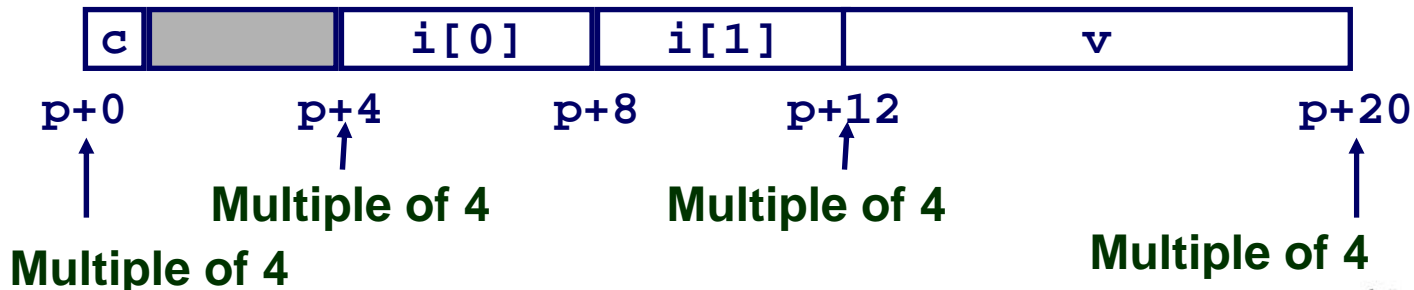 c i[0] i[1] v
p+0 p+4 p+8 p+12 p+20
Multiple of 4 Multiple of 4
Multiple of 4 Multiple of 4